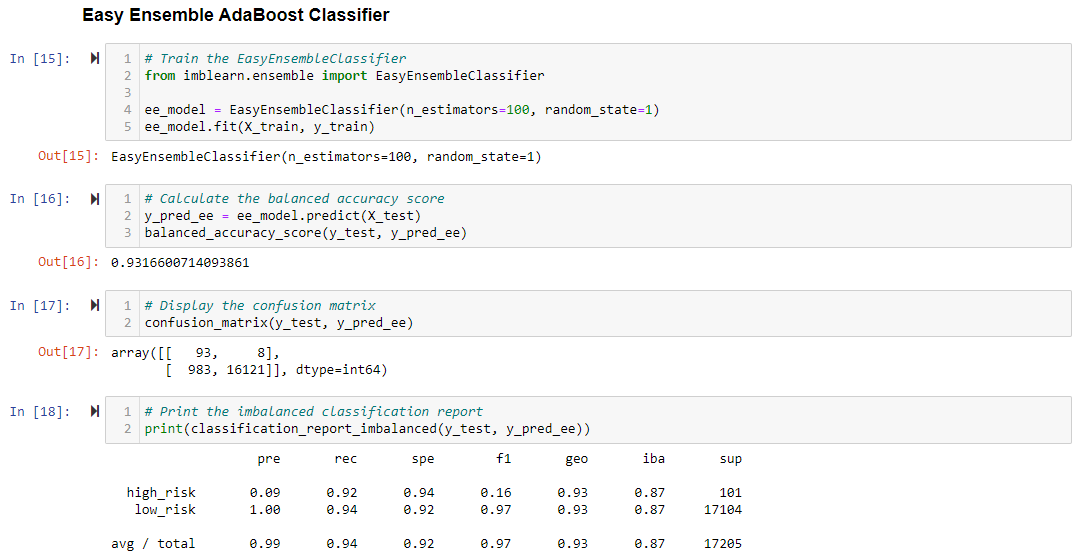 Easy Ensemble AdaBoost Classifier
In [15]:
1 # Train the EasyEnsembleClassifier
2 from imblearn.ensemble import EasyEnsembleClassifier
3
4 ee_model = EasyEnsembleClassifier(n_estimators=100, random_state=1)
5 ee_model.fit(X_train, y_train)
Out[15]: EasyEnsembleClassifier(n_estimators=100, random_state=1)
In [16]:
1 # Calculate the balanced accuracy score
2 y_pred_ee = ee_model.predict(X_test)
3 balanced_accuracy_score(y_test, y_pred_ee)
Out[16]: 0.9316600714093861
In [17]:
1 # Display the confusion matrix
2 confusion_matrix(y_test, y_pred_ee)
Out[17]: array([[   93,     8],
       [  983, 16121]], dtype=int64)
In [18]:
1 # Print the imbalanced classification report
2 print(classification_report_imbalanced(y_test, y_pred_ee))
pre rec spe f1 geo iba sup
high_risk 0.09 0.92 0.94 0.16 0.93 0.87 101
low_risk 1.00 0.94 0.92 0.97 0.93 0.87 17104
avg / total 0.99 0.94 0.92 0.97 0.93 0.87 17205